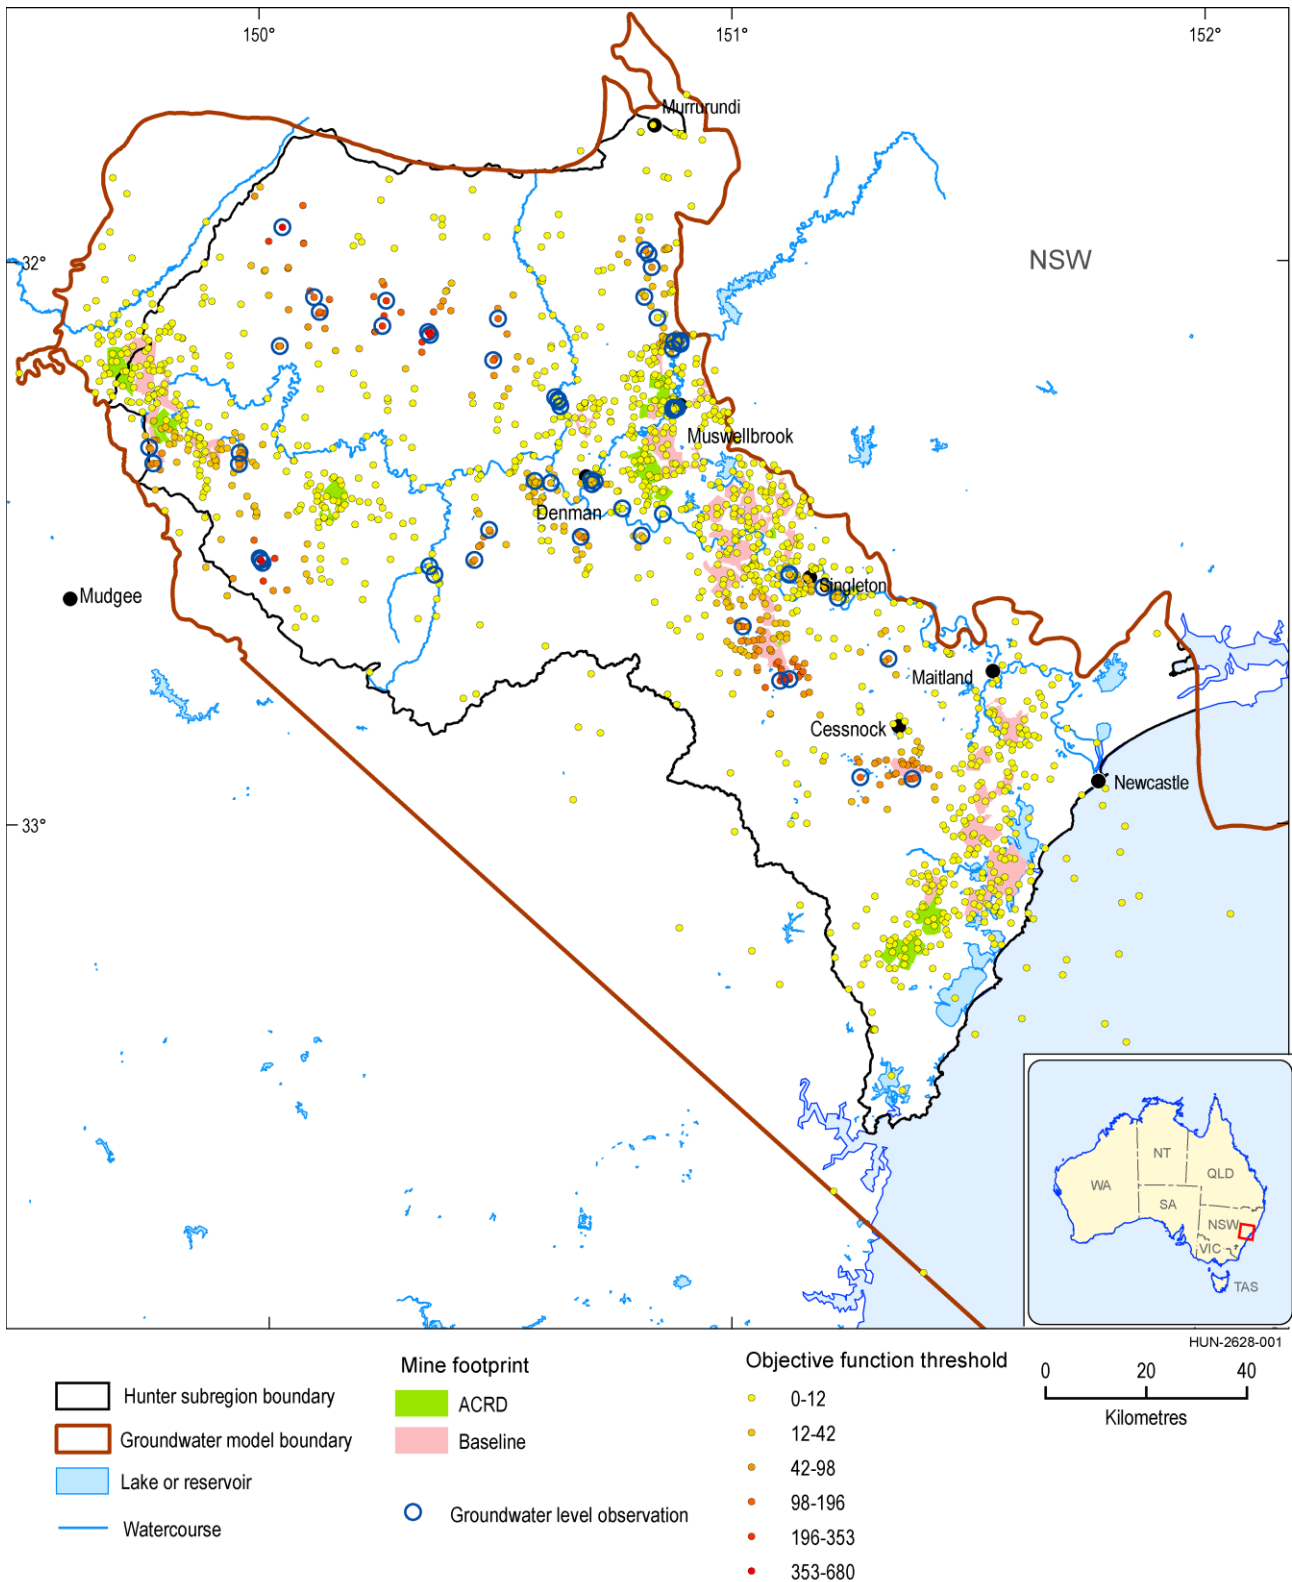 150°
151°
152°
Murrurundi
32°
NSW
Muswellbrook
Denman
Mudgee
Singleton
Maitland
Cessnock
Newcastle
33°
NT
QLD
WA
SA
NSW
VIC
TAS
HUN-2628-001
Hunter subregion boundary
Groundwater model boundary
Lake or reservoir
Watercourse
Mine footprint
ACRD
Baseline
Groundwater level observation
Objective function threshold
0-12
12-42
42-98
98-196
196-353
353-680
0 20 40
Kilometres